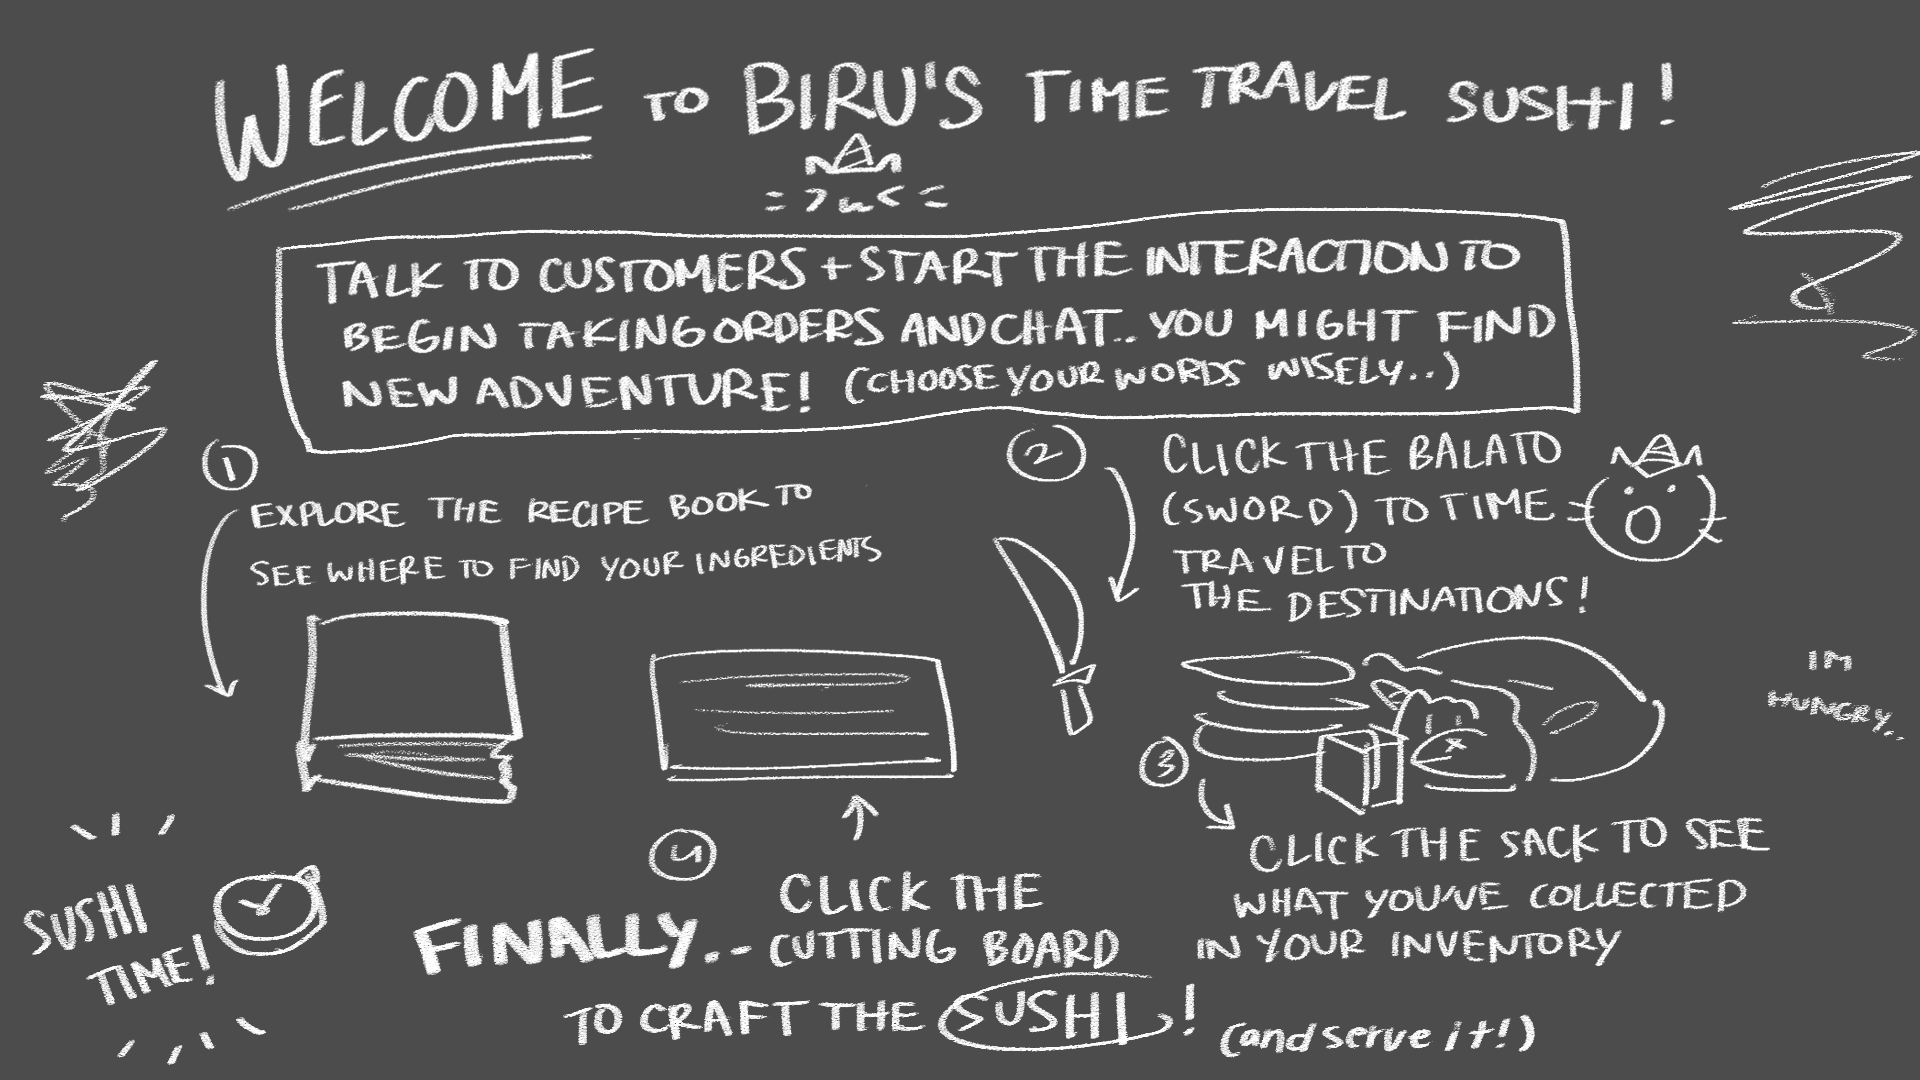 WELCOME TO BIRU'S TIME TRAVEL SUSHI!
TALK TO CUSTOMERS + START THE INTERACTION TO
BEGIN TAKING ORDERS AND CHAT.. YOU MIGHT FIND
NEW ADVENTURE! (CHOOSE YOUR WORDS WISELY..)
1
EXPLORE THE RECIPE BOOK TO
SEE WHERE TO FIND YOUR INGREDIENTS
2
CLICK THE BALATO
(SWORD) TO TIME
TRAVEL TO
THE DESTINATIONS!
IM
HUNGRY..
3
CLICK THE SACK TO SEE
WHAT YOU'VE COLLECTED
IN YOUR INVENTORY
4
FINALLY.. CLICK THE
CUTTING BOARD
TO CRAFT THE SUSHI!
(and serve it!)
SUSHI
TIME!